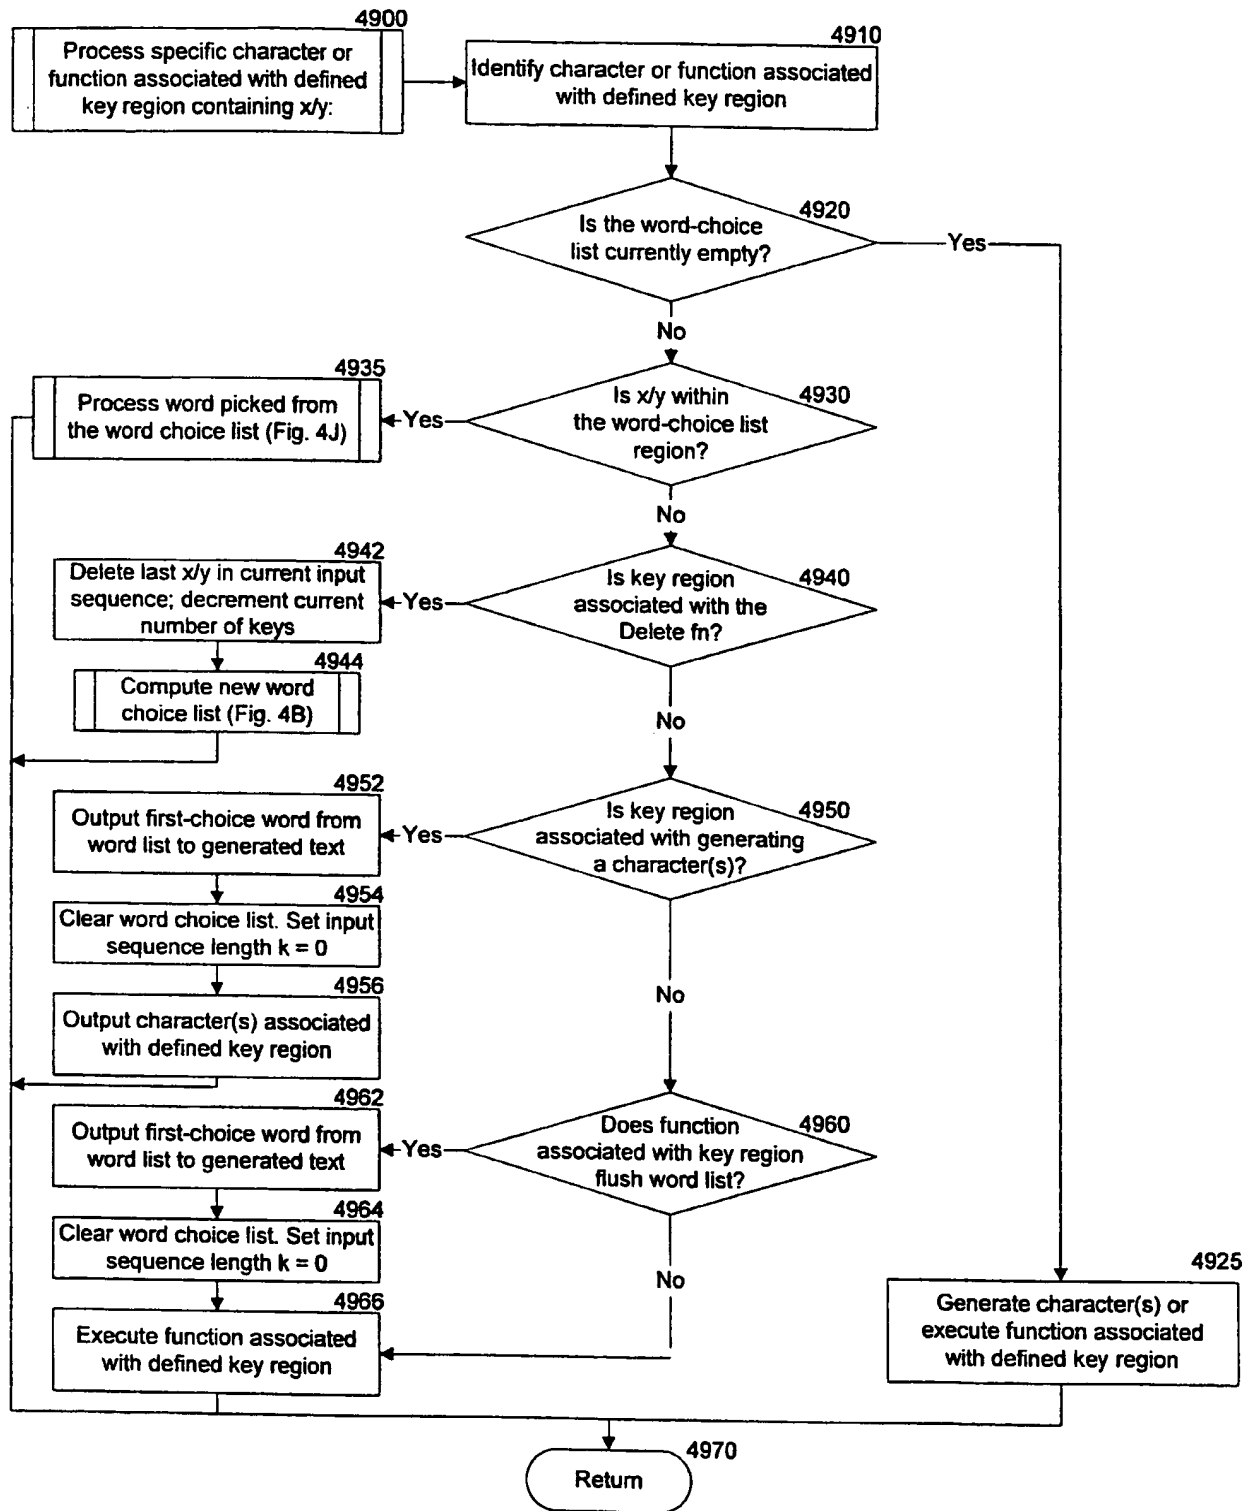 4900
Process specific character or
function associated with defined
key region containing x/y:
4910
Identify character or function associated
with defined key region
4920
Is the word-choice
list currently empty?
Yes
No
4935
Process word picked from
the word choice list (Fig. 4J)
Yes
4930
Is x/y within
the word-choice list
region?
No
4942
Delete last x/y in current input
sequence; decrement current
number of keys
Yes
4940
Is key region
associated with the
Delete fn?
4944
Compute new word
choice list (Fig. 4B)
No
4952
Output first-choice word from
word list to generated text
Yes
4950
Is key region
associated with generating
a character(s)?
4954
Clear word choice list. Set input
sequence length k = 0
4956
Output character(s) associated
with defined key region
No
4962
Output first-choice word from
word list to generated text
Yes
4960
Does function
associated with key region
flush word list?
4964
Clear word choice list. Set input
sequence length k = 0
No
4966
Execute function associated
with defined key region
4925
Generate character(s) or
execute function associated
with defined key region
4970
Return